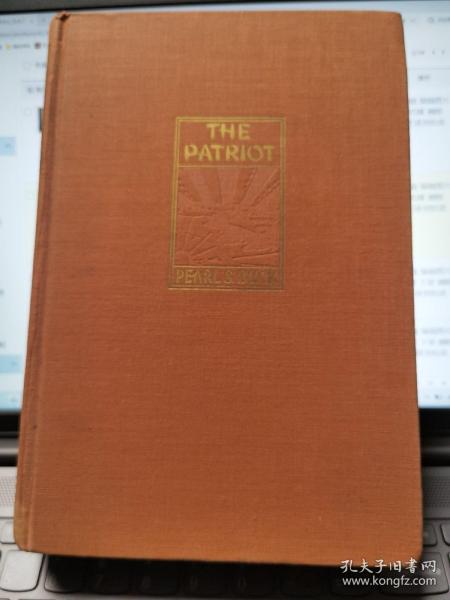 THE
PATRIOT
PEARL S. BUCK
孔夫子旧书网
www.kongfz.com